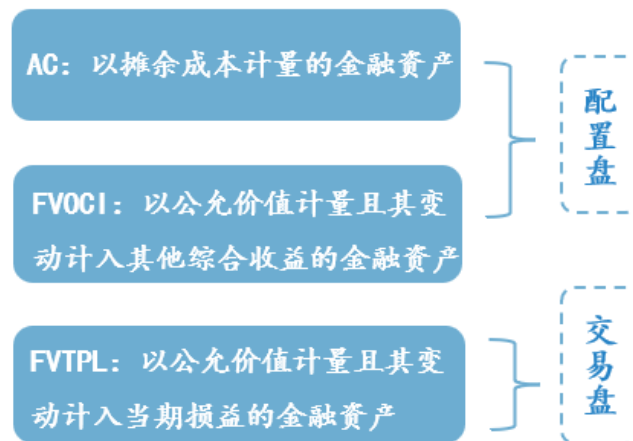 AC：以摊余成本计量的金融资产
配置盘
FVOCI：以公允价值计量且其变
动计入其他综合收益的金融资产
FVTPL：以公允价值计量且其变
动计入当期损益的金融资产
交易盘